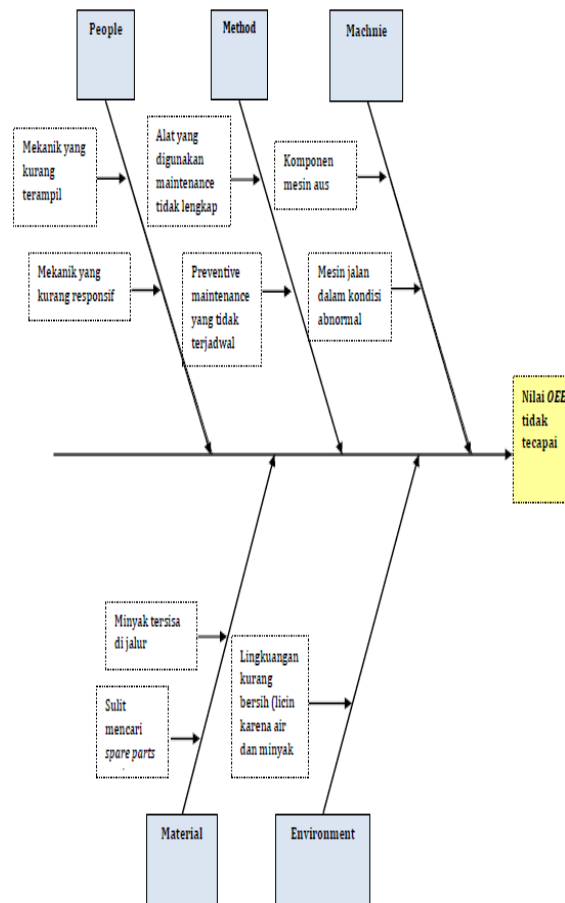 People
Method
Machnie
Mekanik yang
kurang
terampil
Alat yang
digunakan
maintenance
tidak lengkap
Komponen
mesin aus
Mekanik yang
kurang responsif
Preventive
maintenance
yang tidak
terjadwal
Mesin jalan
dalam kondisi
abnormal
Nilai OEE
tidak
tecapai
Minyak tersisa
di jalur
Sulit
mencari
spare parts
Lingkuangan
kurang
bersih (licin
karena air
dan minyak
Material
Environment